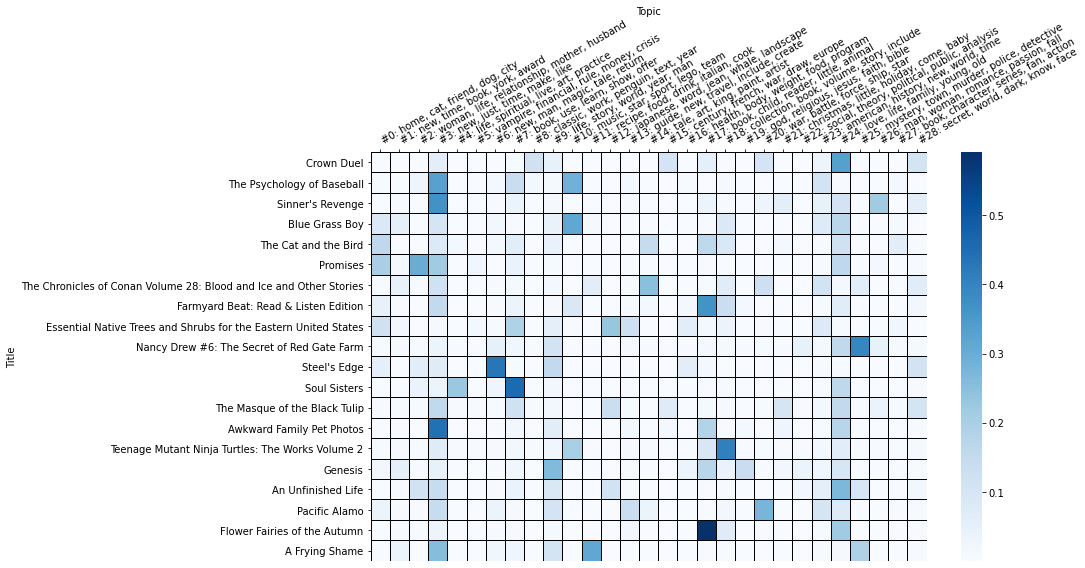 Topic
#0: home, cat, friend, dog, city
#1: new, time, book, york, award
#2: woman, life, relationship, mother, husband
#3: new, just, time, make, like
#4: life, spiritual, live, art, practice
#5: vampire, financial, rule, money, crisis
#6: new, man, magic, tale, return
#7: book, use, learn, show, offer
#8: classic, work, penguin, text, year
#9: life, story, world, year, man
#10: music, star, sport, lego, team
#11: recipe, food, drink, italian, cook
#12: japanese, word, jean, whale, landscape
#13: pride, new, travel, include, create
#14: tale, art, king, paint, artist
#15: century, french, war, draw, europe
#16: health, body, weight, food, program
#17: book, child, reader, little, animal
#18: collection, book, volume, story, include
#19: god, religious, jesus, faith, bible
#20: war, battle, force, ship, star
#21: christmas, little, holiday, come, baby
#22: social, theory, political, public, analysis
#23: american, history, new, world, time
#24: love, life, family, young, old
#25: mystery, town, murder, police, detective
#26: man, woman, romance, passion, fall
#27: book, character, series, fan, action
#28: secret, world, dark, know, face
Title
Crown Duel
The Psychology of Baseball
Sinner's Revenge
Blue Grass Boy
The Cat and the Bird
Promises
The Chronicles of Conan Volume 28: Blood and Ice and Other Stories
Farmyard Beat: Read & Listen Edition
Essential Native Trees and Shrubs for the Eastern United States
Nancy Drew #6: The Secret of Red Gate Farm
Steel's Edge
Soul Sisters
The Masque of the Black Tulip
Awkward Family Pet Photos
Teenage Mutant Ninja Turtles: The Works Volume 2
Genesis
An Unfinished Life
Pacific Alamo
Flower Fairies of the Autumn
A Frying Shame
0.5
0.4
0.3
0.2
0.1